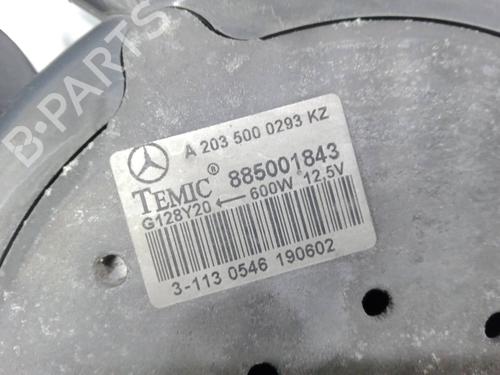 A 203 500 0293 KZ
TEMIC® 885001843
G128Y20 ← 600W 12,5V
3-113 0546 190602
B-PARTS